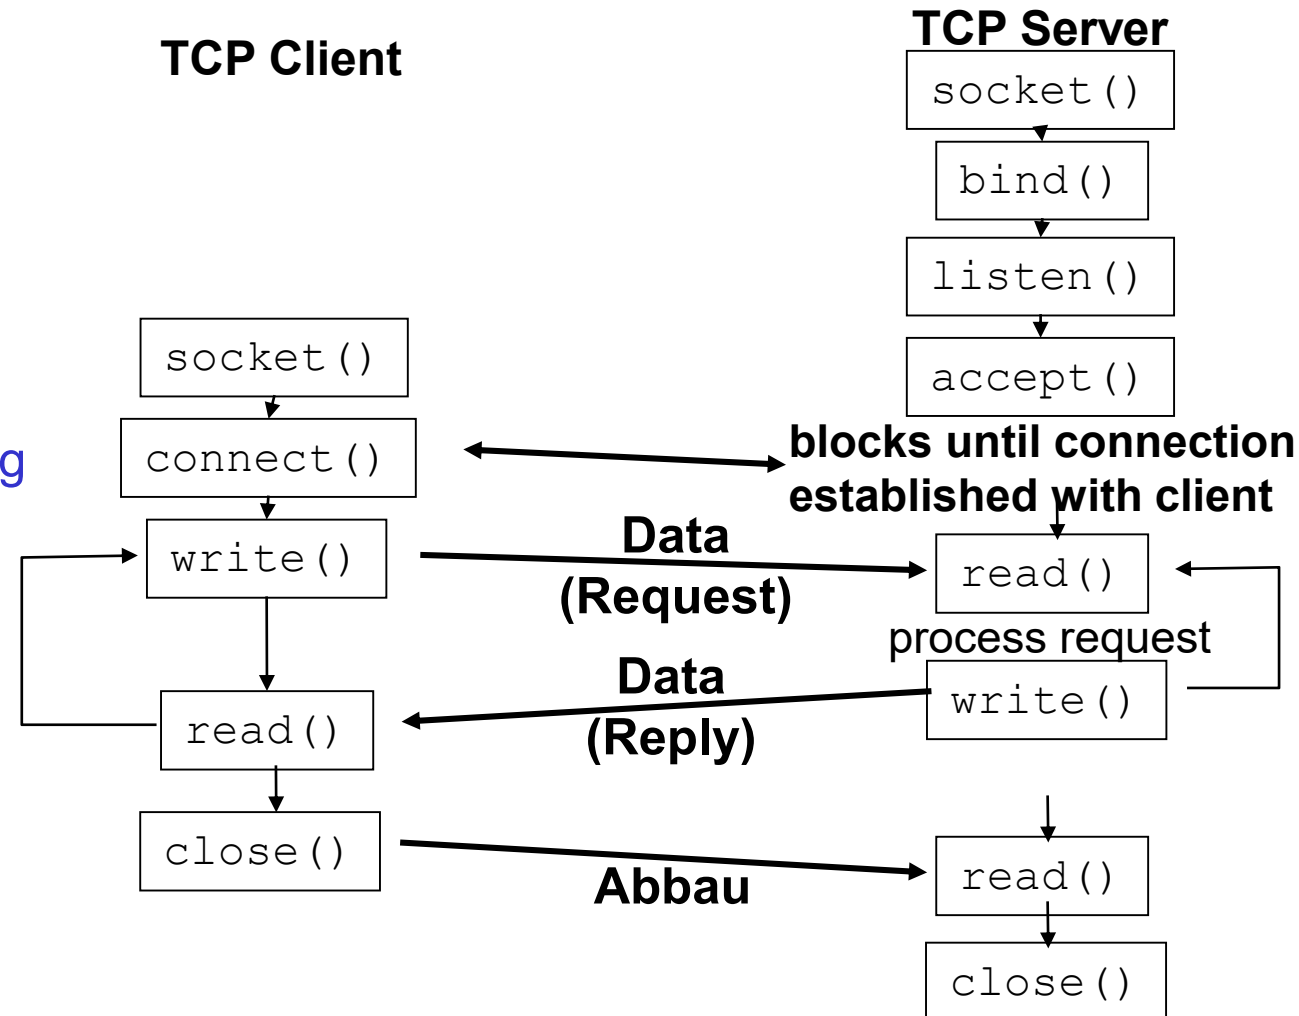 TCP Client
TCP Server
socket()
bind()
listen()
accept()
socket()
connect()
g
blocks until connection
established with client
write()
Data
(Request)
read()
process request
write()
Data
(Reply)
read()
close()
Abbau
read()
close()